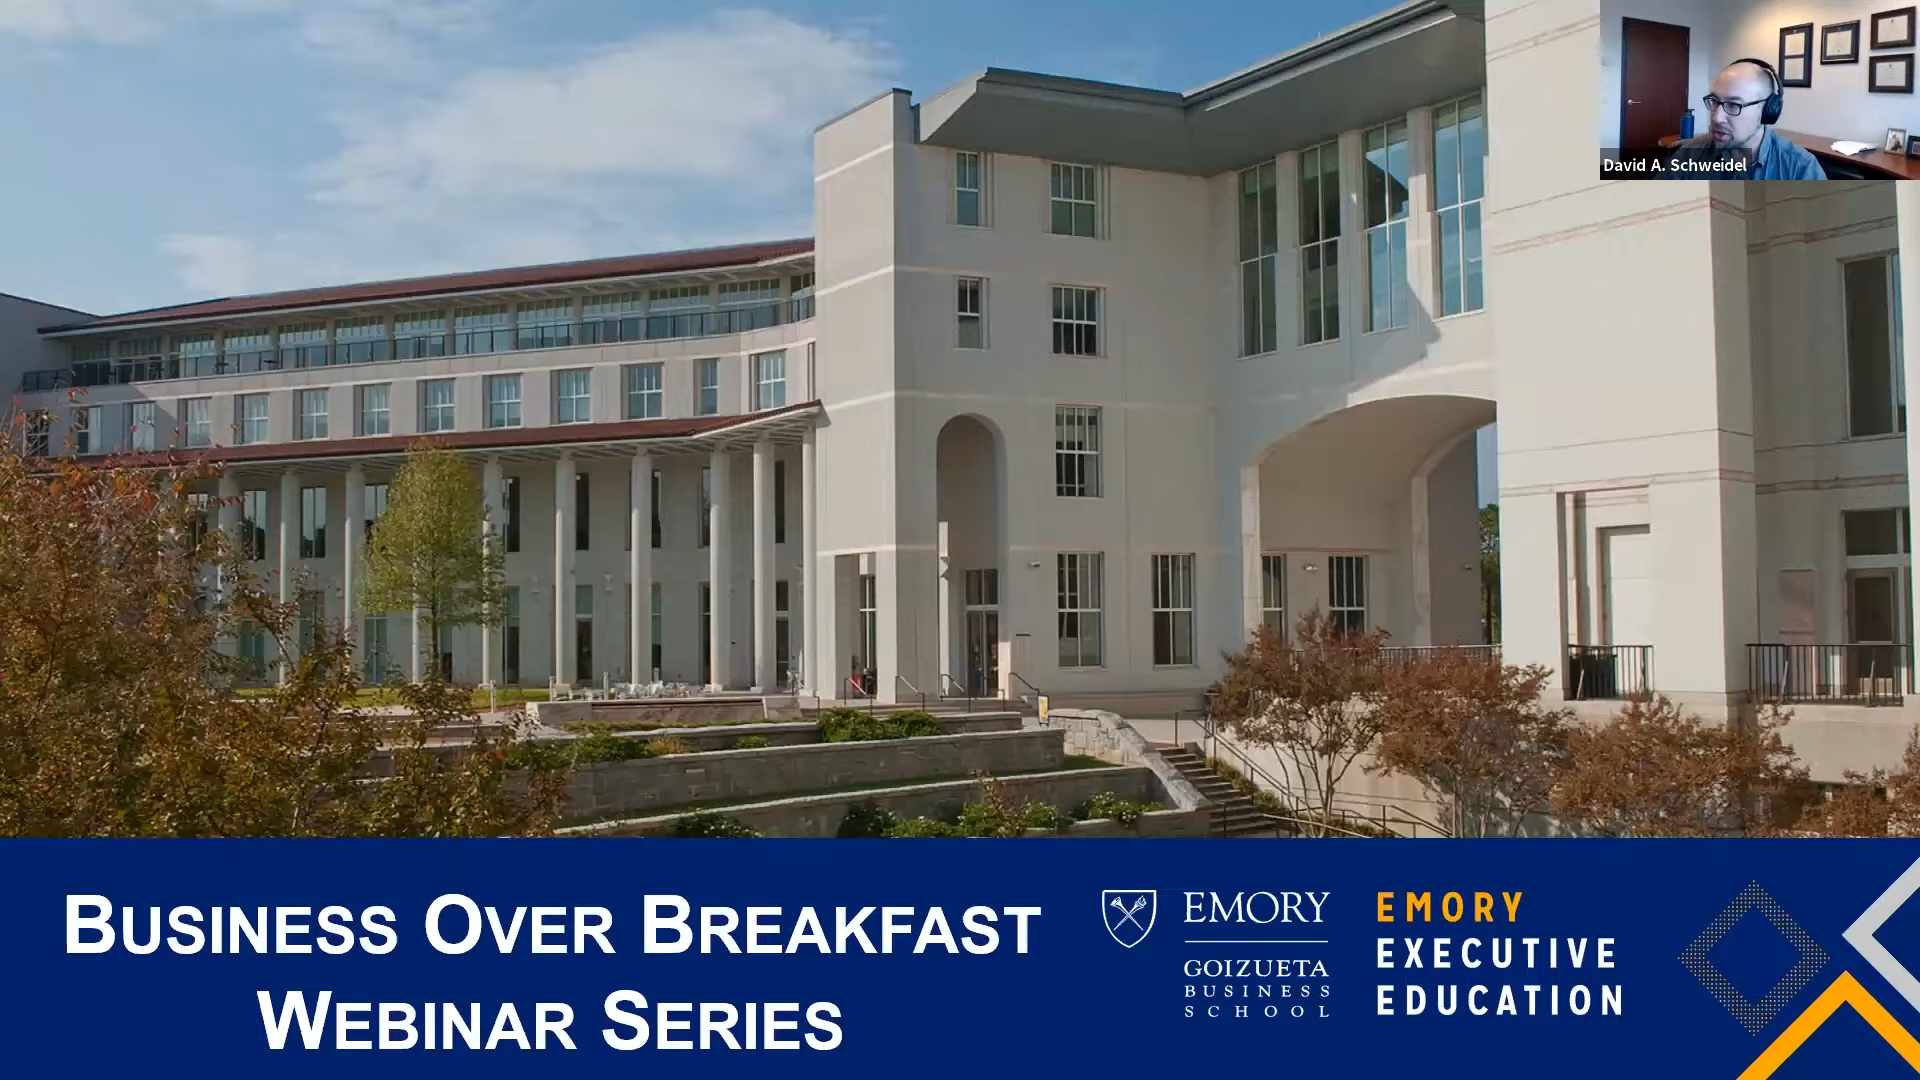 David A. Schweidel
BUSINESS OVER BREAKFAST
WEBINAR SERIES
EMORY
GOIZUETA
BUSINESS
SCHOOL
EMORY
EXECUTIVE
EDUCATION